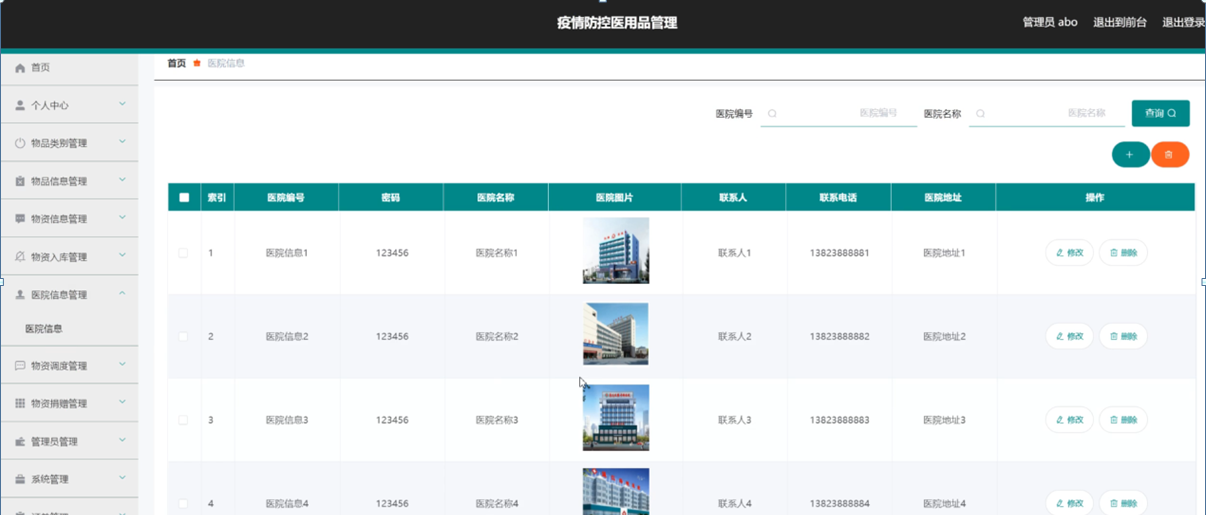 疫情防控医用品管理
管理员 abo 退出到前台 退出登录
首页
个人中心
物品类别管理
物品信息管理
物资信息管理
物资入库管理
医院信息管理
医院信息
物资调度管理
物资捐赠管理
管理员管理
系统管理
首页 医院信息
医院编号 医院编号 医院名称 医院名称 查询
索引 医院编号 密码 医院名称 医院图片 联系人 联系电话 医院地址 操作
1 医院信息1 123456 医院名称1 联系人1 13823888881 医院地址1 修改 删除
2 医院信息2 123456 医院名称2 联系人2 13823888882 医院地址2 修改 删除
3 医院信息3 123456 医院名称3 联系人3 13823888883 医院地址3 修改 删除
4 医院信息4 123456 医院名称4 联系人4 13823888884 医院地址4 修改 删除